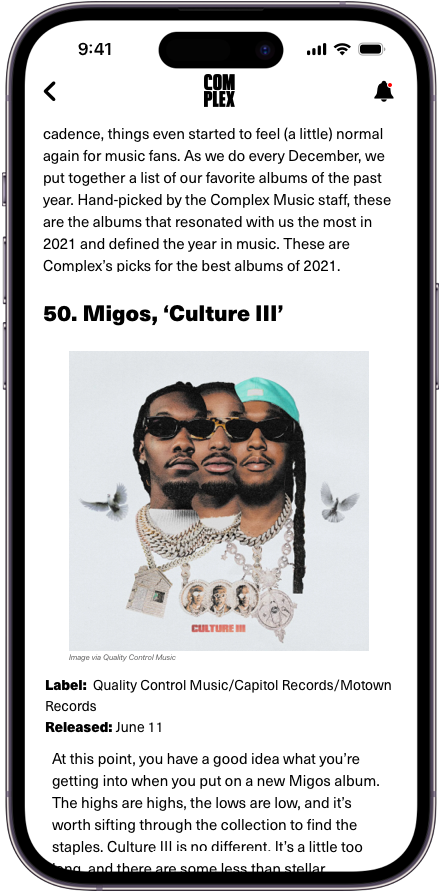 9:41
COM
PLEX
cadence, things even started to feel (a little) normal
again for music fans. As we do every December, we
put together a list of our favorite albums of the past
year. Hand-picked by the Complex Music staff, these
are the albums that resonated with us the most in
2021 and defined the year in music. These are
Complex's picks for the best albums of 2021.
50. Migos, ‘Culture III’
CULTURE III
Image via Quality Control Music
Label: Quality Control Music/Capitol Records/Motown
Records
Released: June 11
At this point, you have a good idea what you’re
getting into when you put on a new Migos album.
The highs are highs, the lows are low, and it’s
worth sifting through the collection to find the
staples. Culture III is no different. It’s a little too
long, and there are some less than stellar